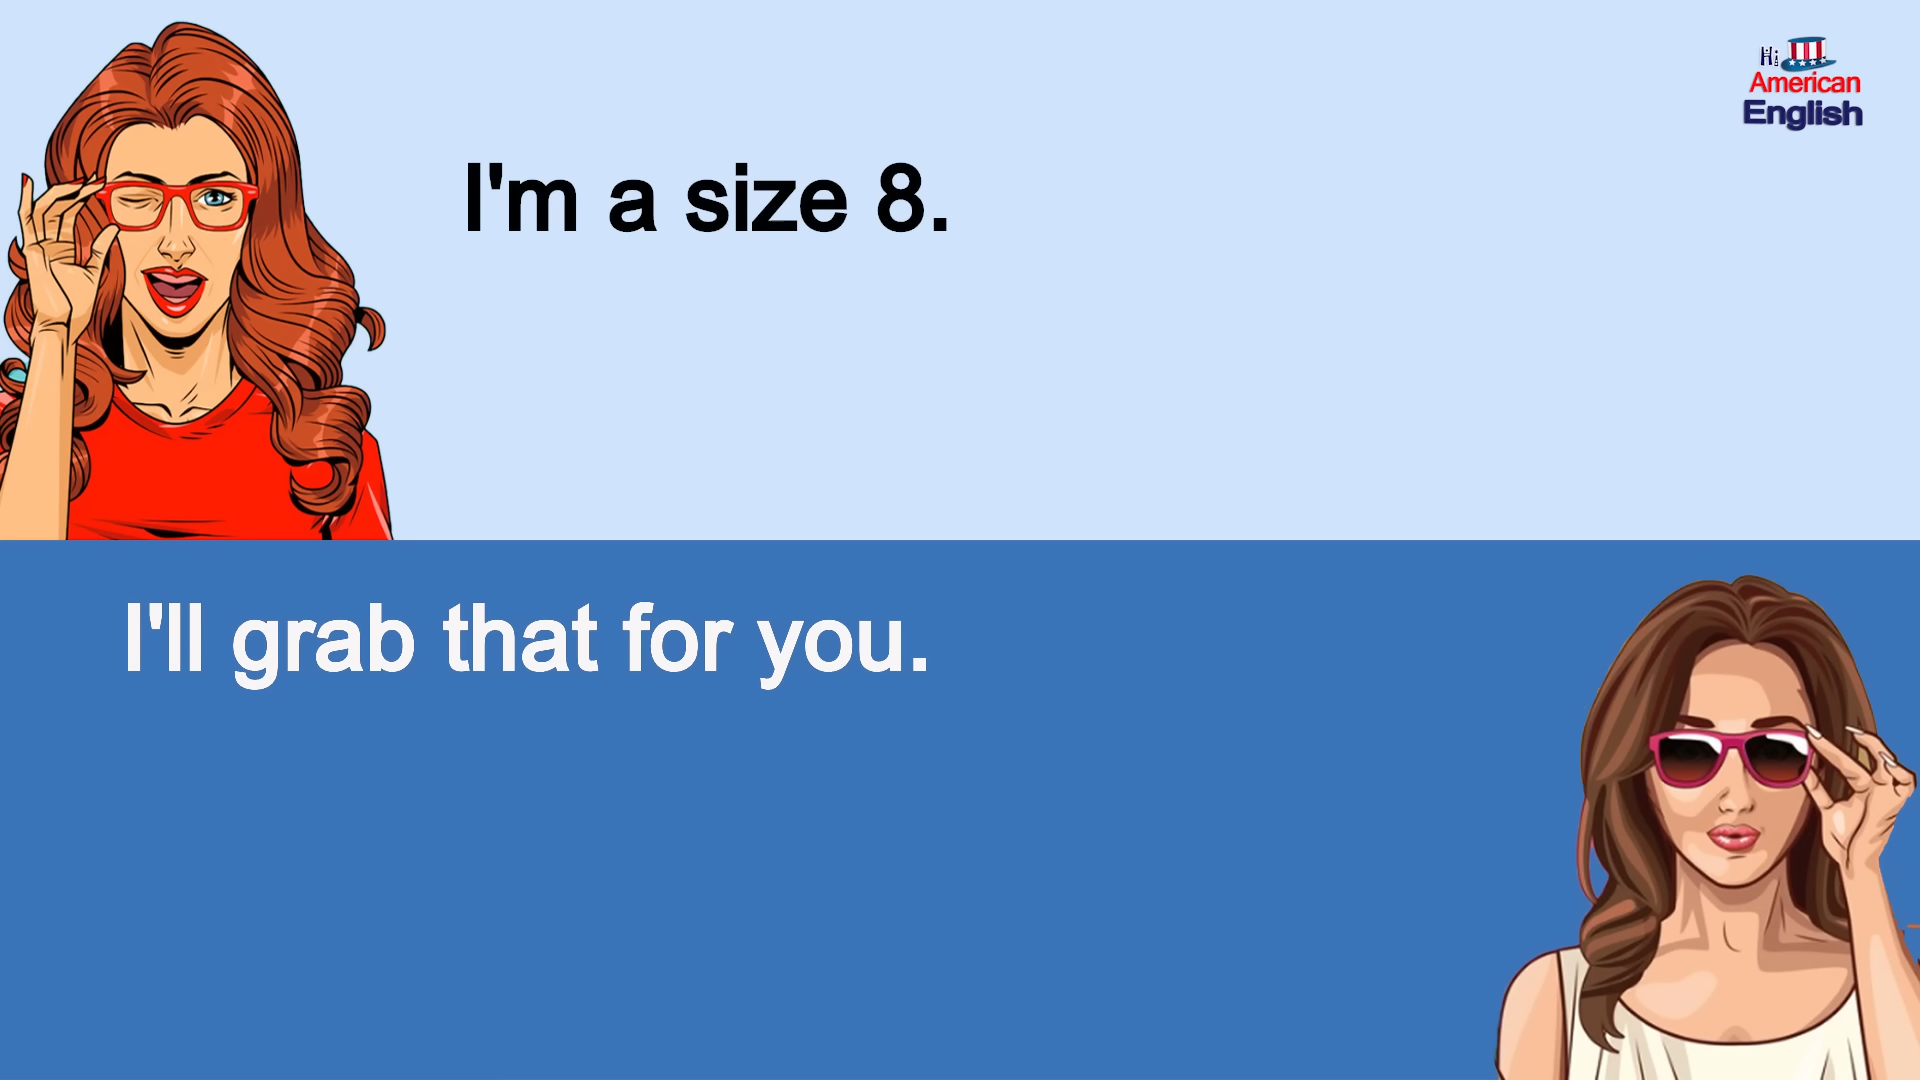 Hi
American
English
I'm a size 8.
I'll grab that for you.